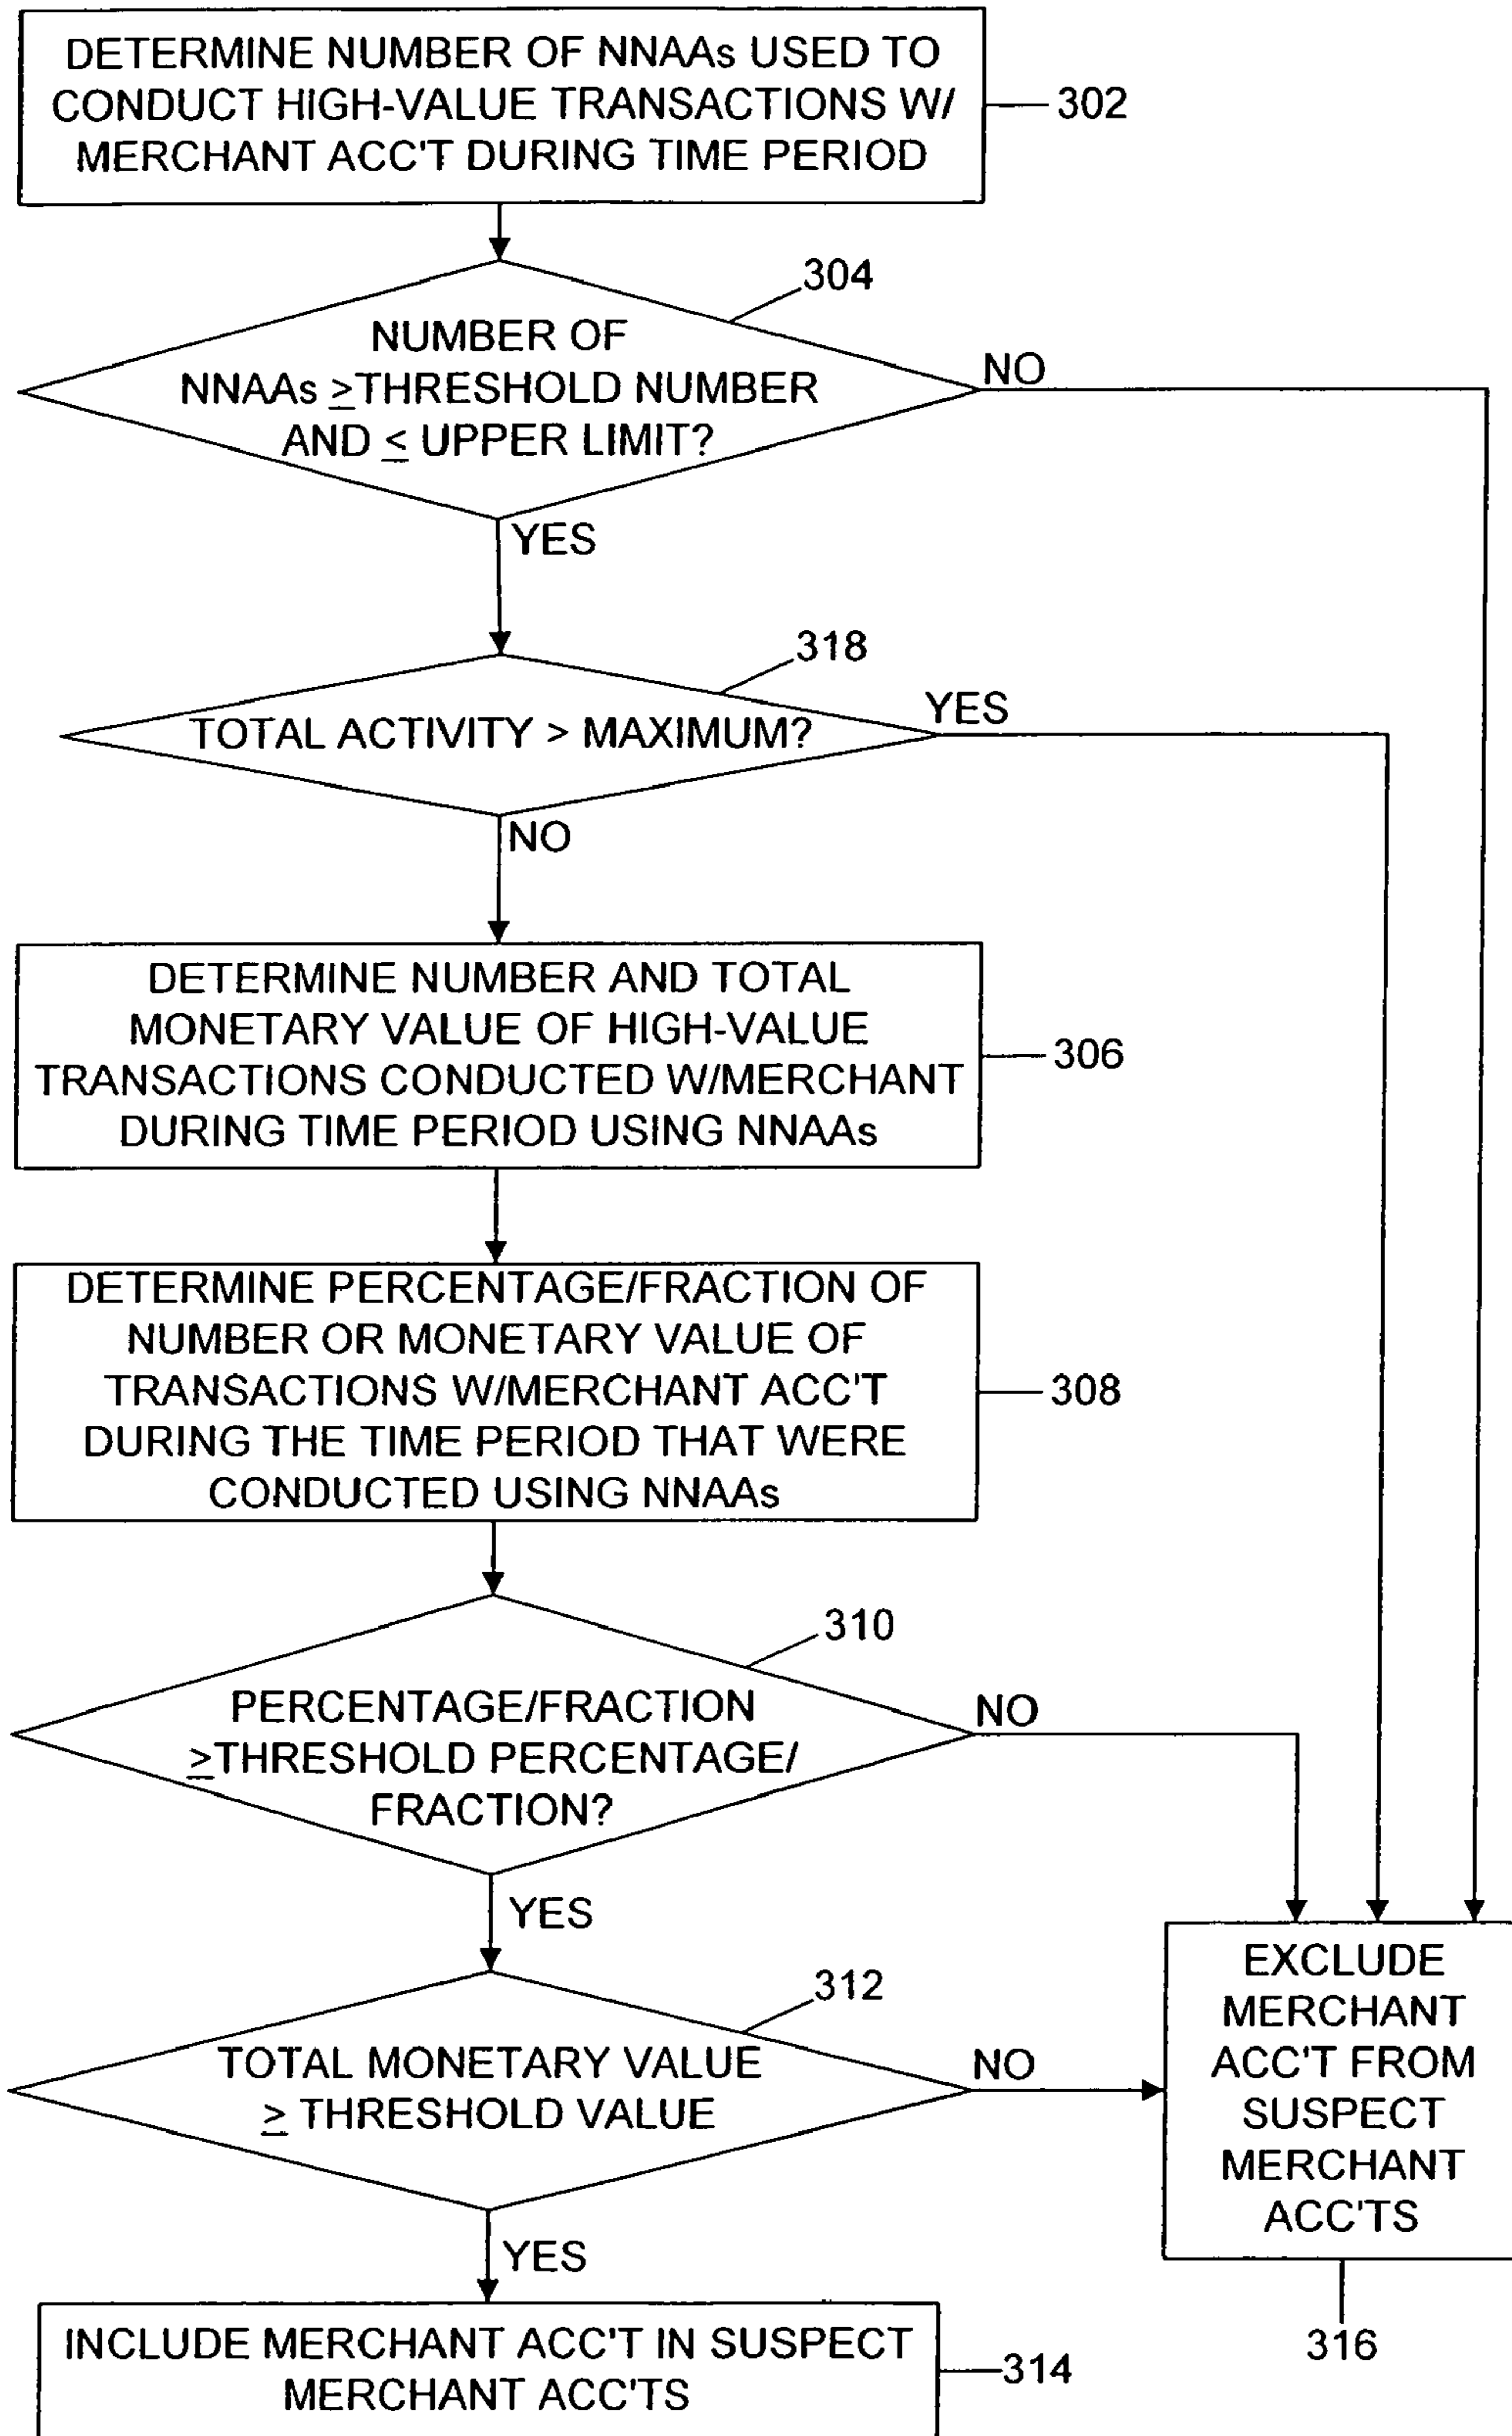 DETERMINE NUMBER OF NNAAs USED TO
CONDUCT HIGH-VALUE TRANSACTIONS W/
MERCHANT ACC'T DURING TIME PERIOD
302
304
NUMBER OF
NNAAs ≥THRESHOLD NUMBER
AND ≤ UPPER LIMIT?
NO
YES
318
TOTAL ACTIVITY > MAXIMUM?
YES
NO
DETERMINE NUMBER AND TOTAL
MONETARY VALUE OF HIGH-VALUE
TRANSACTIONS CONDUCTED W/MERCHANT
DURING TIME PERIOD USING NNAAs
306
DETERMINE PERCENTAGE/FRACTION OF
NUMBER OR MONETARY VALUE OF
TRANSACTIONS W/MERCHANT ACC'T
DURING THE TIME PERIOD THAT WERE
CONDUCTED USING NNAAs
308
310
PERCENTAGE/FRACTION
≥THRESHOLD PERCENTAGE/
FRACTION?
NO
YES
312
TOTAL MONETARY VALUE
≥ THRESHOLD VALUE
NO
YES
EXCLUDE
MERCHANT
ACC'T FROM
SUSPECT
MERCHANT
ACC'TS
316
INCLUDE MERCHANT ACC'T IN SUSPECT
MERCHANT ACC'TS
314